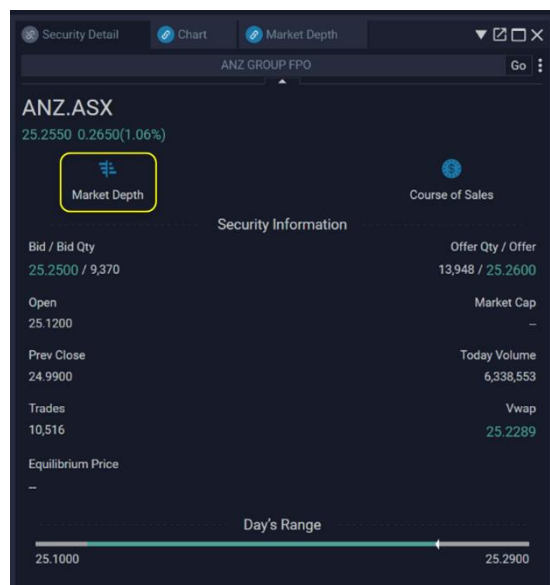 Security Detail Chart Market Depth
ANZ GROUP FPO Go
ANZ.ASX
25.2550 0.2650(1.06%)
Market Depth Course of Sales
Security Information
Bid / Bid Qty Offer Qty / Offer
25.2500 / 9,370 13,948 / 25.2600
Open Market Cap
25.1200 --
Prev Close Today Volume
24.9900 6,338,553
Trades Vwap
10,516 25.2289
Equilibrium Price
--
Day's Range
25.1000 25.2900